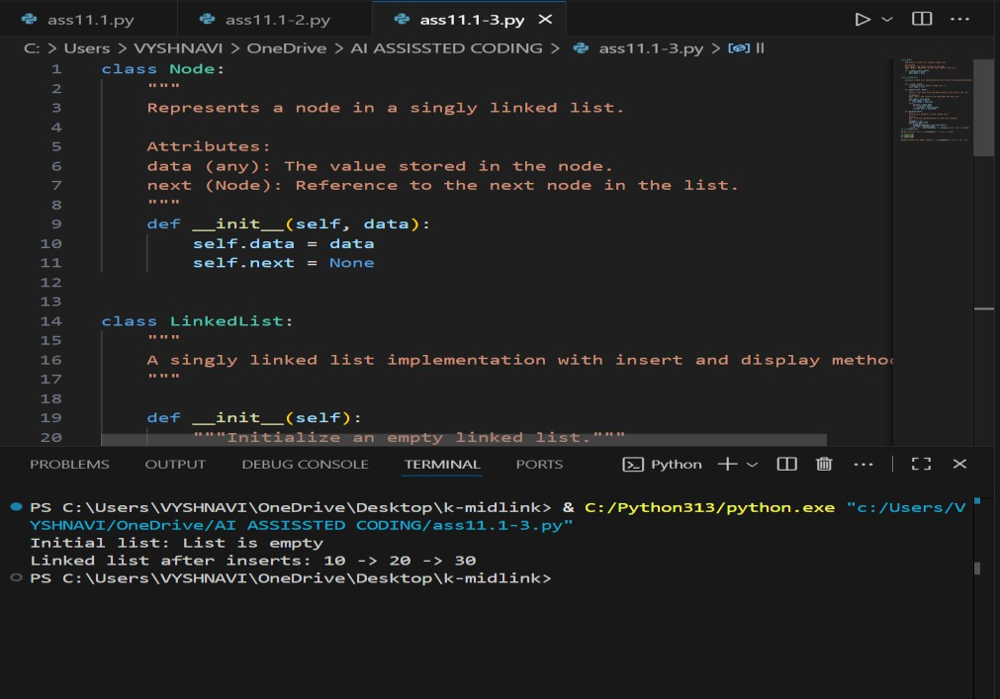 ass11.1.py
ass11.1-2.py
ass11.1-3.py
C: > Users > VYSHNAVI > OneDrive > AI ASSISSTED CODING > ass11.1-3.py > ll
1 class Node:
2 """
3 Represents a node in a singly linked list.
4
5 Attributes:
6 data (any): The value stored in the node.
7 next (Node): Reference to the next node in the list.
8 """
9 def __init__(self, data):
10 self.data = data
11 self.next = None
12
13
14 class LinkedList:
15 """
16 A singly linked list implementation with insert and display metho
17 """
18
19 def __init__(self):
20 """Initialize an empty linked list."""
PROBLEMS OUTPUT DEBUG CONSOLE TERMINAL PORTS Python
PS C:\Users\VYSHNAVI\OneDrive\Desktop\k-midlink> & C:/Python313/python.exe "c:/Users/V
YSHNAVI/OneDrive/AI ASSISSTED CODING/ass11.1-3.py"
Initial list: List is empty
Linked list after inserts: 10 -> 20 -> 30
PS C:\Users\VYSHNAVI\OneDrive\Desktop\k-midlink>